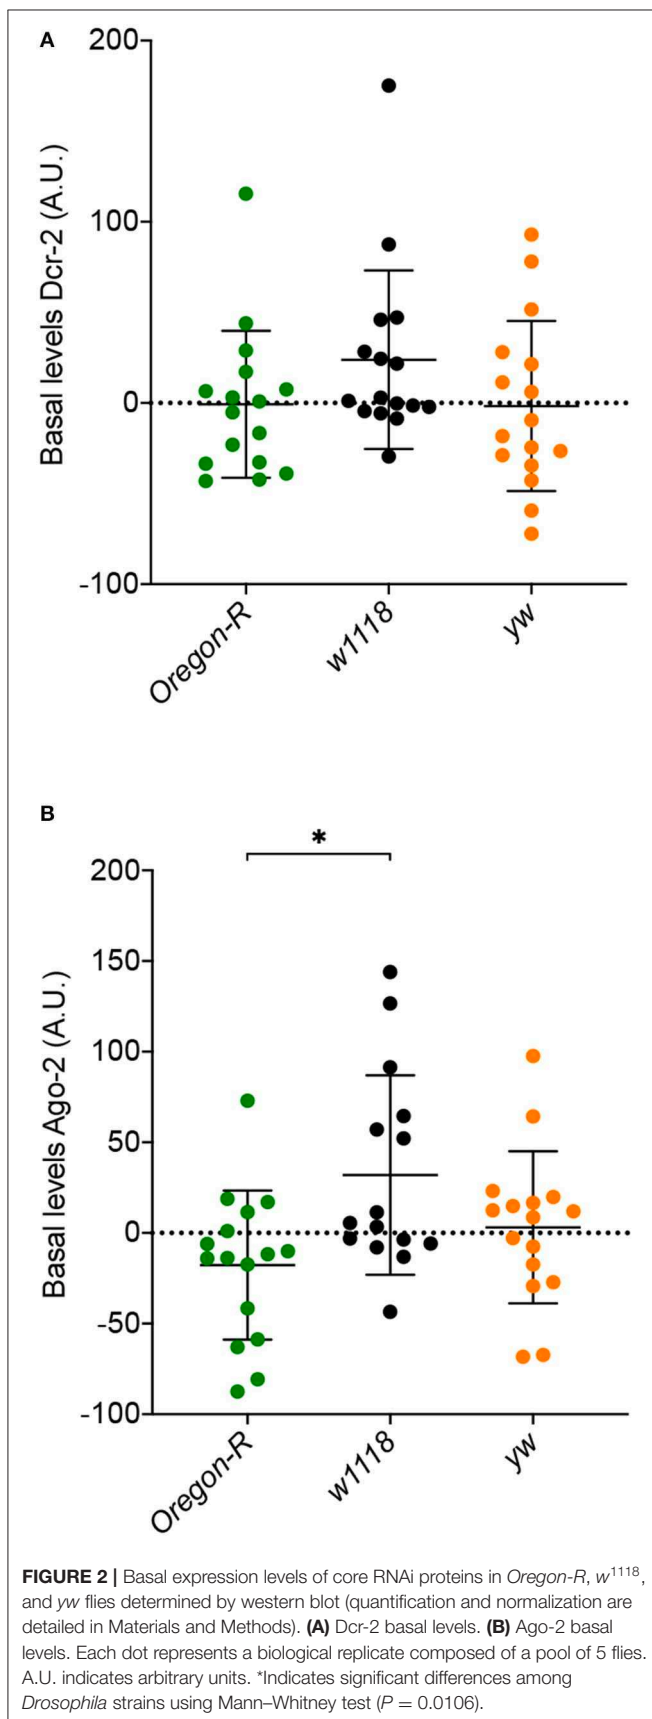 A
200
100
0
-100
Basal levels Dcr-2 (A.U.)
Oregon-R
w1118
yw
B
*
200
150
100
50
0
-50
-100
Basal levels Ago-2 (A.U.)
Oregon-R
w1118
yw
FIGURE 2 | Basal expression levels of core RNAi proteins in Oregon-R, w¹¹¹⁸,
and yw flies determined by western blot (quantification and normalization are
detailed in Materials and Methods). (A) Dcr-2 basal levels. (B) Ago-2 basal
levels. Each dot represents a biological replicate composed of a pool of 5 flies.
A.U. indicates arbitrary units. *Indicates significant differences among
Drosophila strains using Mann–Whitney test (P = 0.0106).